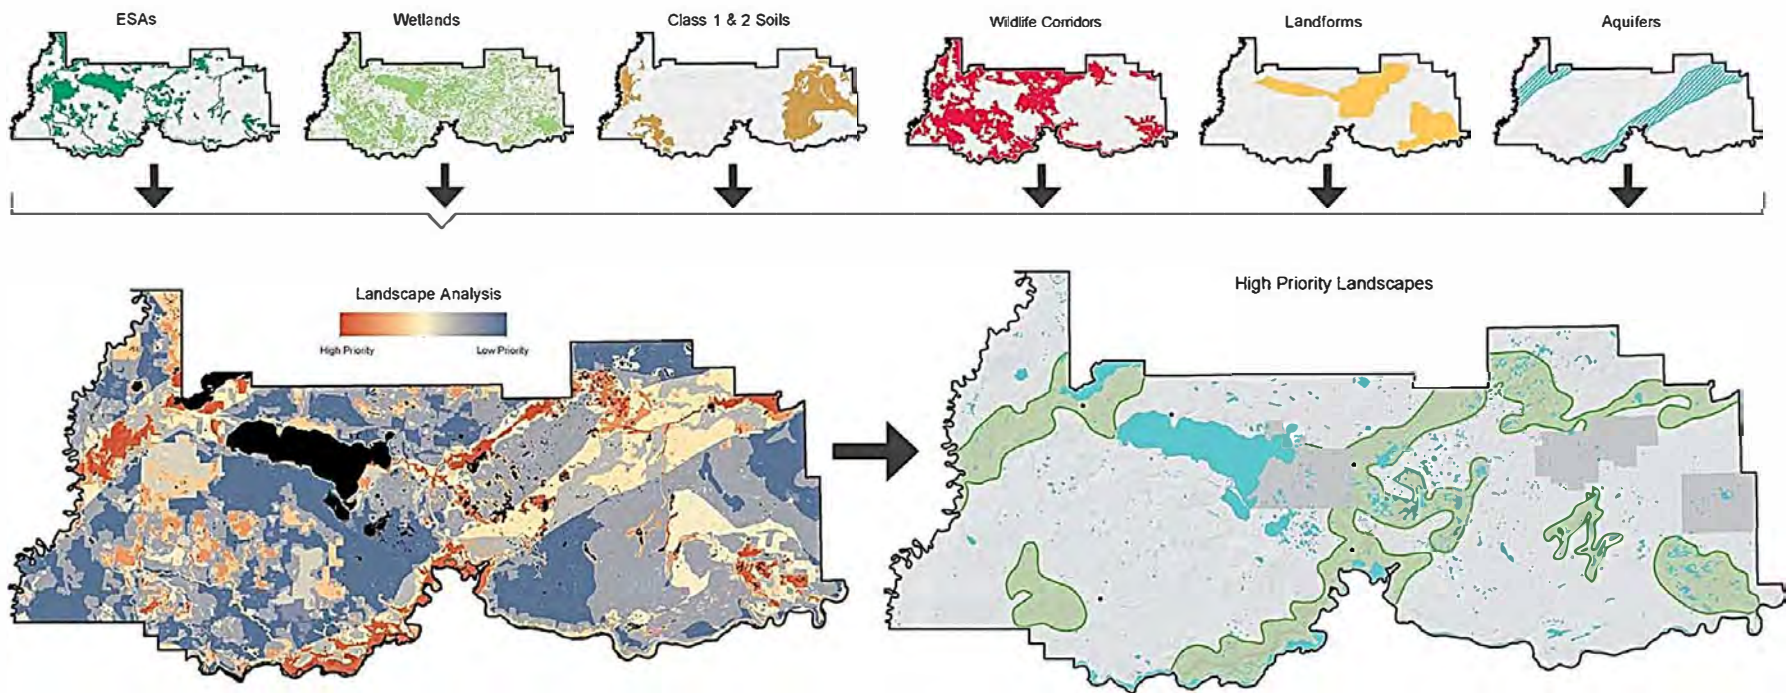 ESAs
Wetlands
Class 1 & 2 Soils
Wildlife Corridors
Landforms
Aquifers
Landscape Analysis
High Priority
Low Priority
High Priority Landscapes